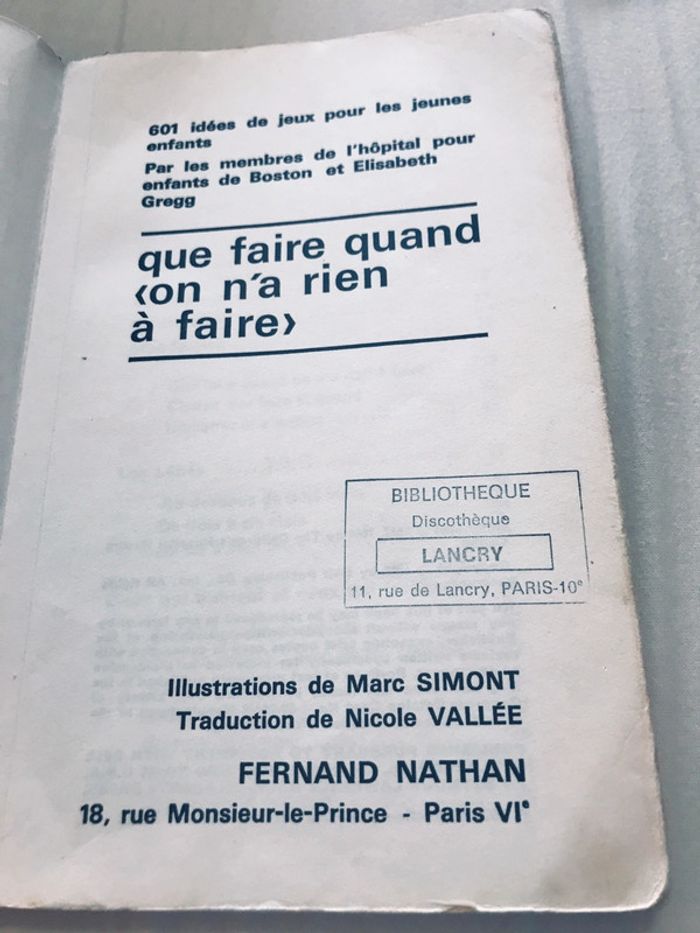 601 idées de jeux pour les jeunes
enfants
Par les membres de l'hôpital pour
enfants de Boston et Elisabeth
Gregg
que faire quand
‹on n'a rien
à faire›
BIBLIOTHEQUE
Discothèque
LANCRY
11, rue de Lancry, PARIS-10e
Illustrations de Marc SIMONT
Traduction de Nicole VALLÉE
FERNAND NATHAN
18, rue Monsieur-le-Prince - Paris VIe